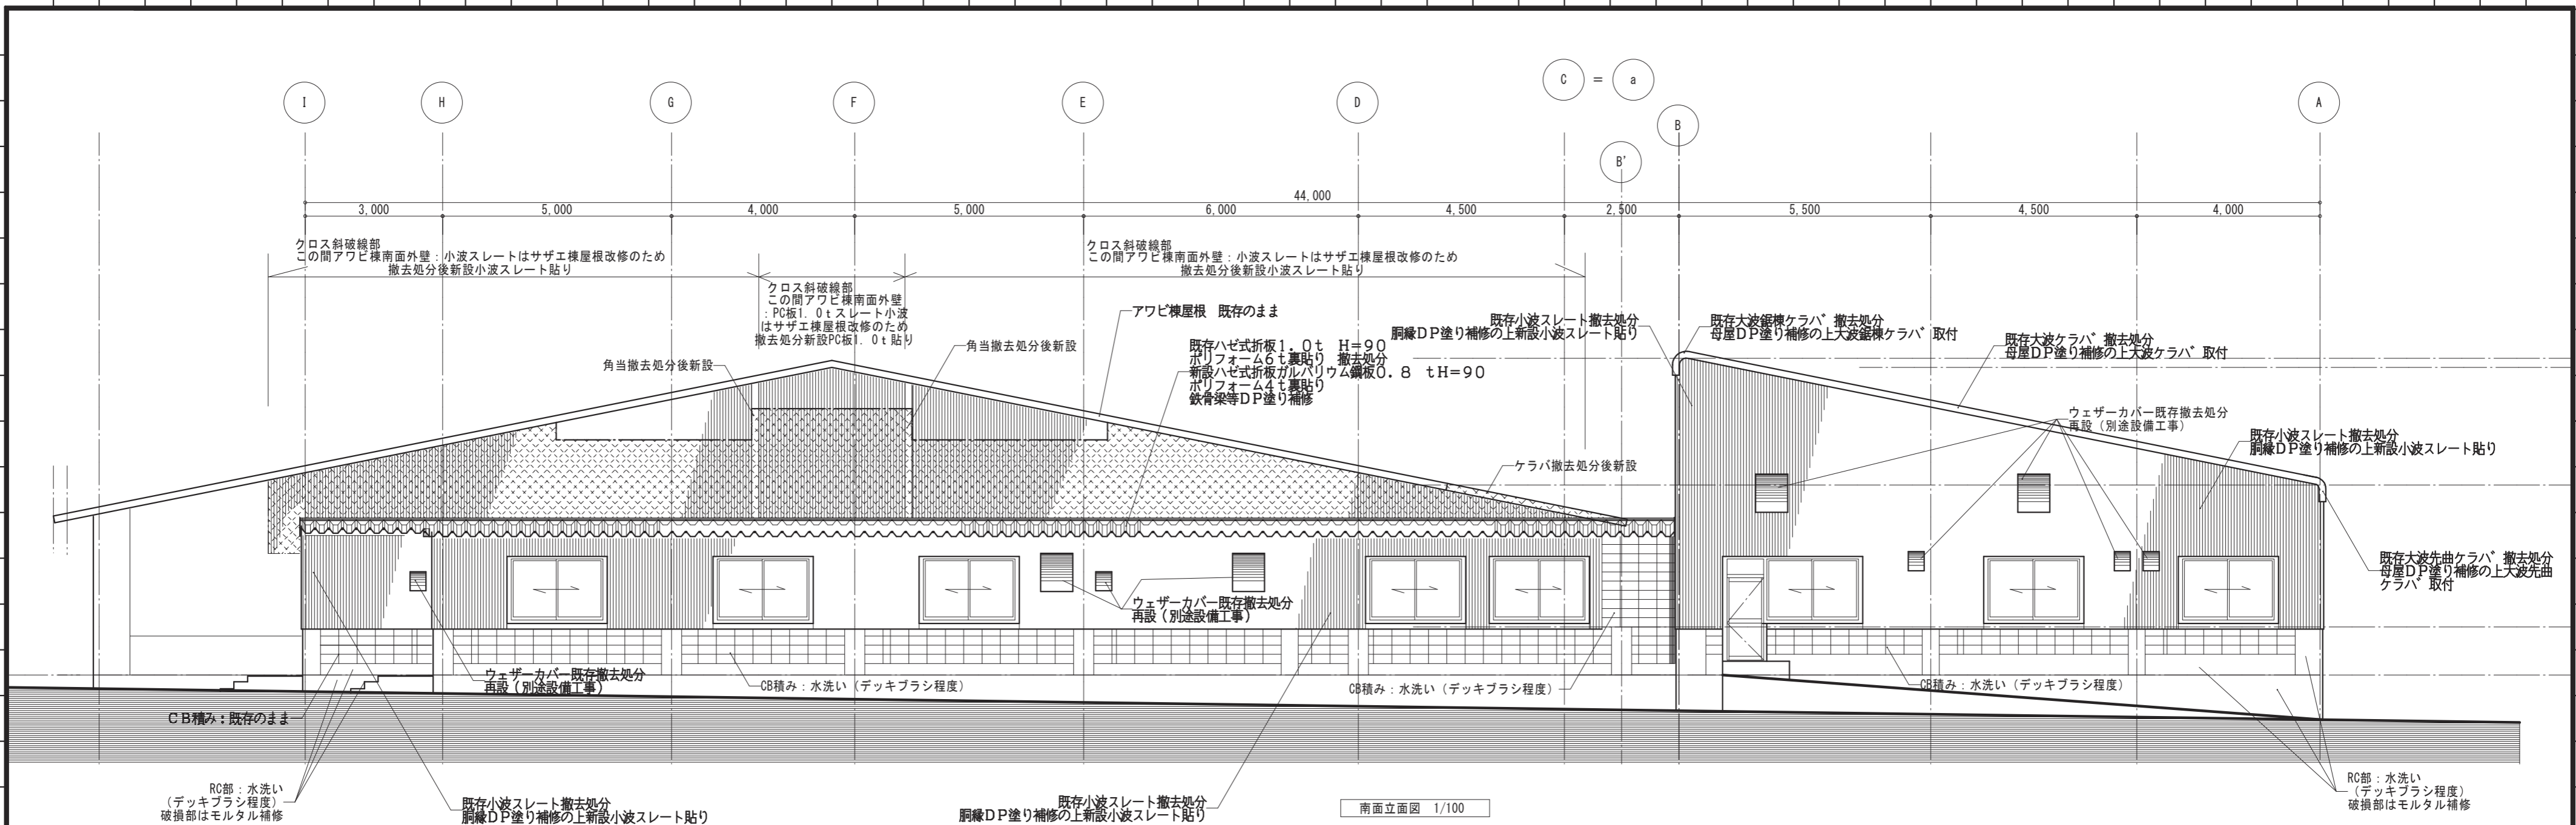 I
H
G
F
E
D
C = a
B'
B
A
44,000
3,000
5,000
4,000
5,000
6,000
4,500
2,500
5,500
4,500
4,000
クロス斜破線部
この間アワビ棟南面外壁：小波スレートはサザエ棟屋根改修のため
撤去処分後新設小波スレート貼り
クロス斜破線部
この間アワビ棟南面外壁
：PC板1.0ｔスレート小波
はサザエ棟屋根改修のため
撤去処分新設PC板1.0ｔ貼り
クロス斜破線部
この間アワビ棟南面外壁：小波スレートはサザエ棟屋根改修のため
撤去処分後新設小波スレート貼り
角当撤去処分後新設
角当撤去処分後新設
アワビ棟屋根　既存のまま
既存ハゼ式折板１．０ｔ　Ｈ=９０
ポリフォーム６ｔ裏貼り　撤去処分
新設ハゼ式折板ガルバリウム鋼板０．８　ｔＨ=９０
ポリフォーム４ｔ裏貼り
鉄骨梁等ＤＰ塗り補修
既存小波スレート撤去処分
胴縁ＤＰ塗り補修の上新設小波スレート貼り
既存大波鋸棟ケラバ 撤去処分
母屋ＤＰ塗り補修の上大波鋸棟ケラバ 取付
既存大波ケラバ 撤去処分
母屋ＤＰ塗り補修の上大波ケラバ 取付
ウェザーカバー既存撤去処分
再設（別途設備工事）
既存小波スレート撤去処分
胴縁ＤＰ塗り補修の上新設小波スレート貼り
ケラバ撤去処分後新設
既存大波先曲ケラバ 撤去処分
母屋ＤＰ塗り補修の上大波先曲
ケラバ 取付
ウェザーカバー既存撤去処分
再設（別途設備工事）
ウェザーカバー既存撤去処分
再設（別途設備工事）
CB積み：水洗い（デッキブラシ程度）
CB積み：水洗い（デッキブラシ程度）
CB積み：水洗い（デッキブラシ程度）
ＣＢ積み：既存のまま
RC部：水洗い
（デッキブラシ程度）
破損部はモルタル補修
既存小波スレート撤去処分
胴縁ＤＰ塗り補修の上新設小波スレート貼り
既存小波スレート撤去処分
胴縁ＤＰ塗り補修の上新設小波スレート貼り
南面立面図　1/100
RC部：水洗い
（デッキブラシ程度）
破損部はモルタル補修